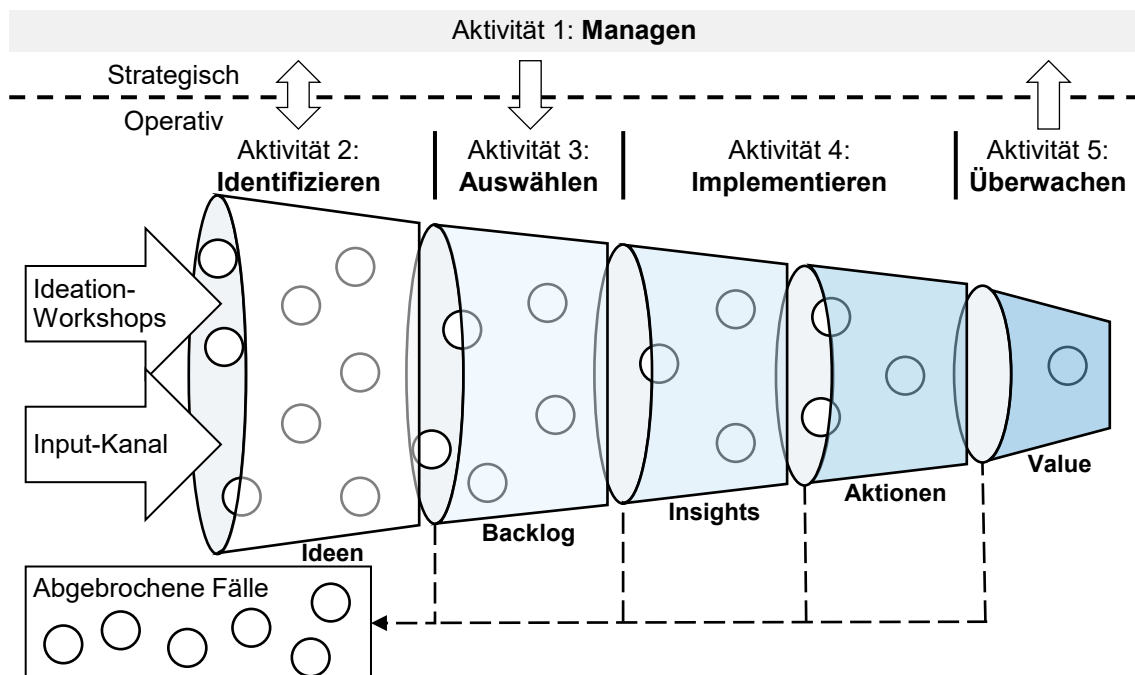 Aktivität 1: Managen
Strategisch
Operativ
Aktivität 2:
Identifizieren
Aktivität 3:
Auswählen
Aktivität 4:
Implementieren
Aktivität 5:
Überwachen
Ideation-
Workshops
Input-Kanal
Ideen
Backlog
Insights
Aktionen
Value
Abgebrochene Fälle